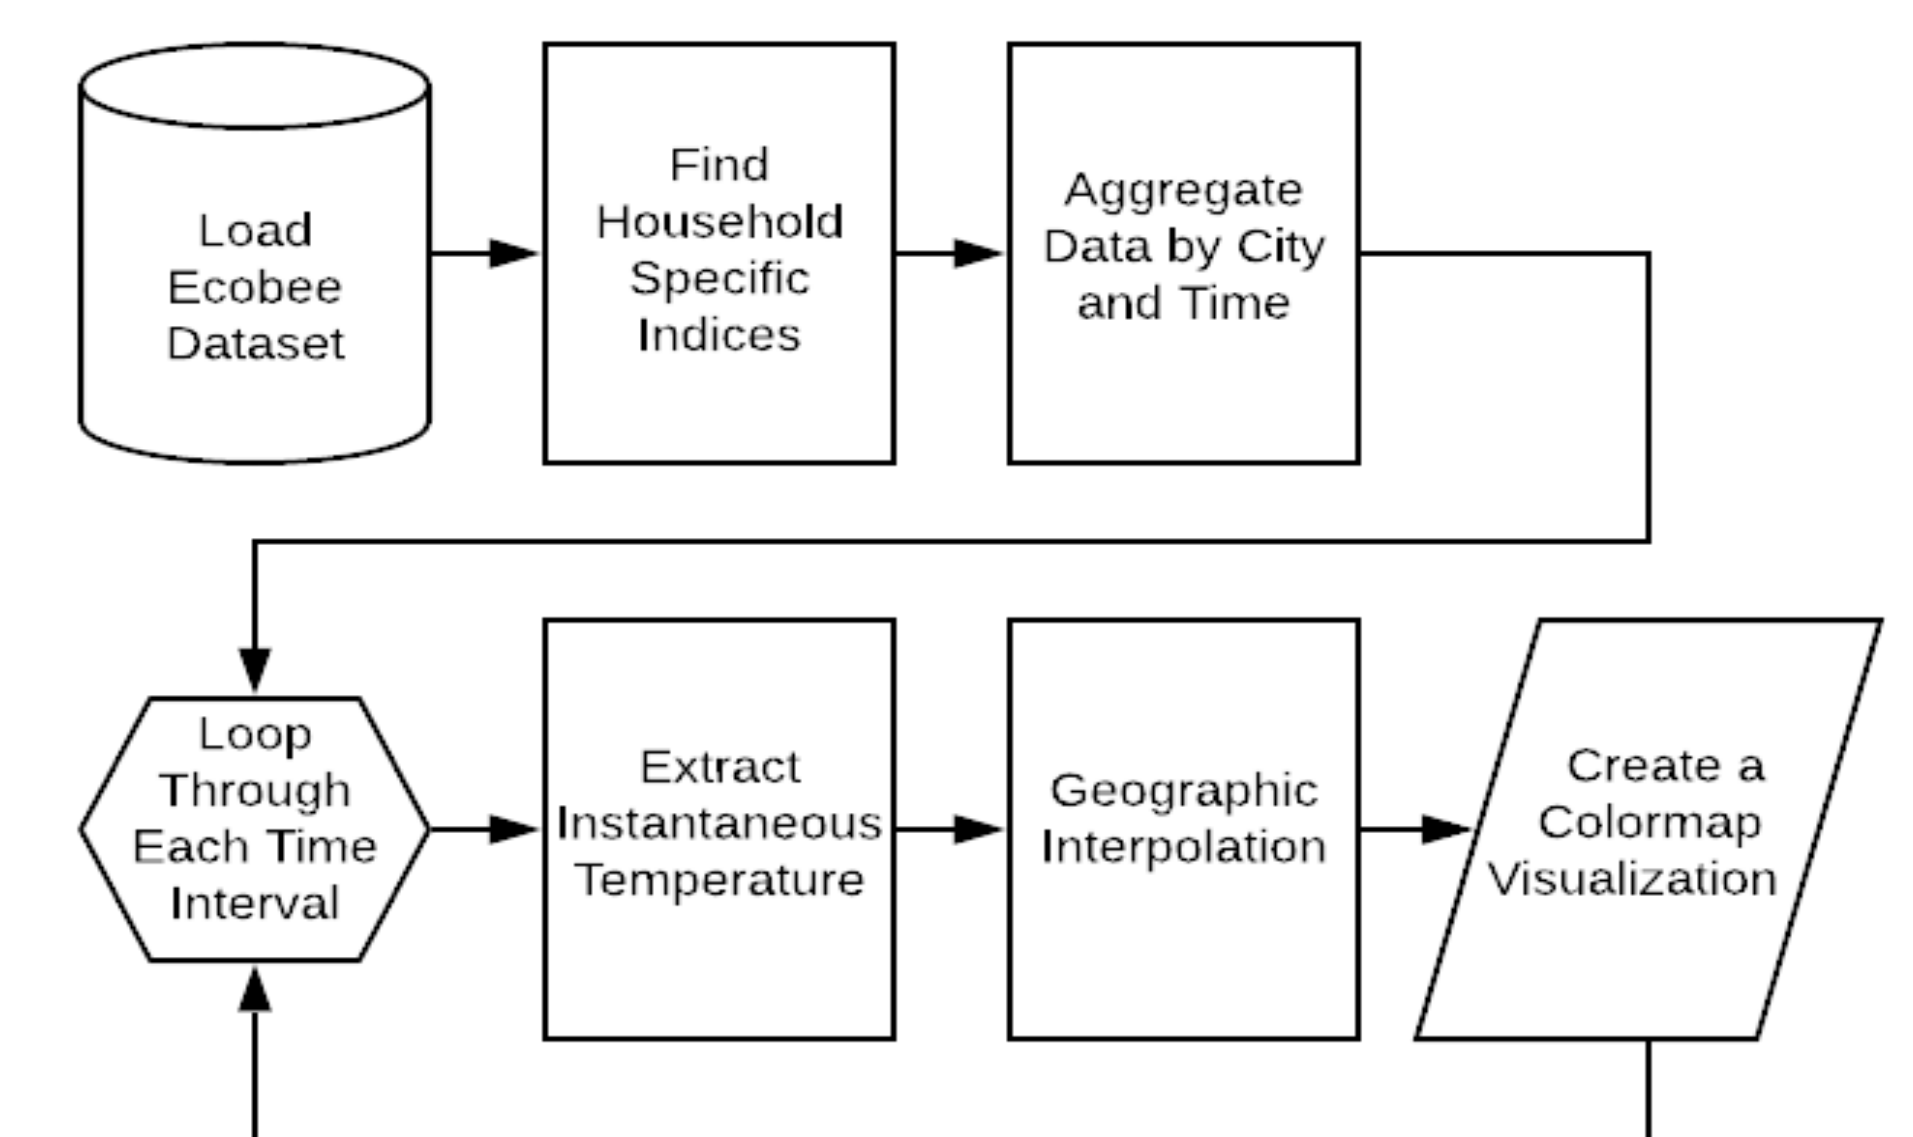 Load
Ecobee
Dataset
Find
Household
Specific
Indices
Aggregate
Data by City
and Time
Loop
Through
Each Time
Interval
Extract
Instantaneous
Temperature
Geographic
Interpolation
Create a
Colormap
Visualization